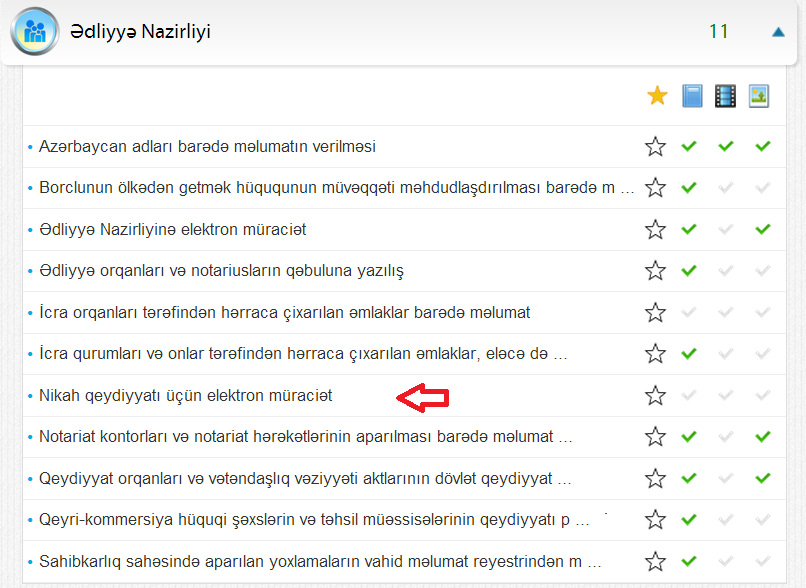 Ədliyyə Nazirliyi 11
• Azərbaycan adları barədə məlumatın verilməsi
• Borclunun ölkədən getmək hüququnun müvəqqəti məhdudlaşdırılması barədə m ...
• Ədliyyə Nazirliyinə elektron müraciət
• Ədliyyə orqanları və notariusların qəbuluna yazılış
• İcra orqanları tərəfindən hərraca çixarılan əmlaklar barədə məlumat
• İcra qurumları və onlar tərəfindən hərraca çıxarılan əmlaklar, eləcə də ...
• Nikah qeydiyyatı üçün elektron müraciət
• Notariat kontorları və notariat hərəkətlərinin aparılması barədə məlumat ...
• Qeydiyyat orqanları və vətəndaşlıq vəziyyəti aktlarının dövlət qeydiyyat ...
• Qeyri-kommersiya hüquqi şəxslərin və təhsil müəssisələrinin qeydiyyatı p ...
• Sahibkarlıq sahəsində aparılan yoxlamaların vahid məlumat reyestrindən m ...